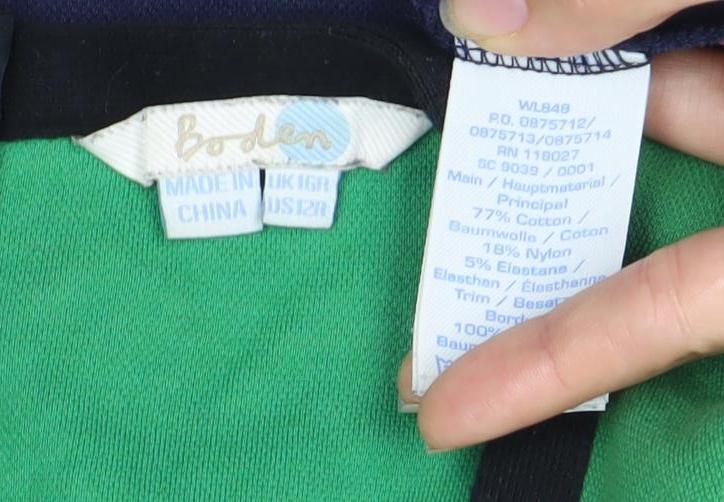 Boden
MADE IN
CHINA
UK16R
US12R
WL848
P.O. 0875712/
0875713/0875714
RN 118027
SC 9039 / 0001
Main / Hauptmaterial /
Principal
77% Cotton /
Baumwolle / Coton
18% Nylon
5% Elastane /
Elasthan / Élasthanne
Trim /
100%